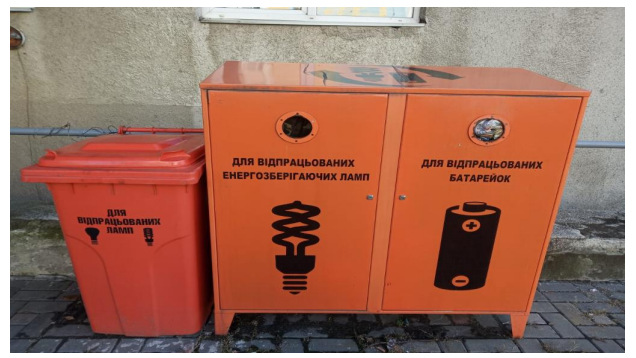 ДЛЯ
ВІДПРАЦЬОВАНИХ
ЛАМП
ДЛЯ ВІДПРАЦЬОВАНИХ
ЕНЕРГОЗБЕРІГАЮЧИХ ЛАМП
ДЛЯ ВІДПРАЦЬОВАНИХ
БАТАРЕЙОК